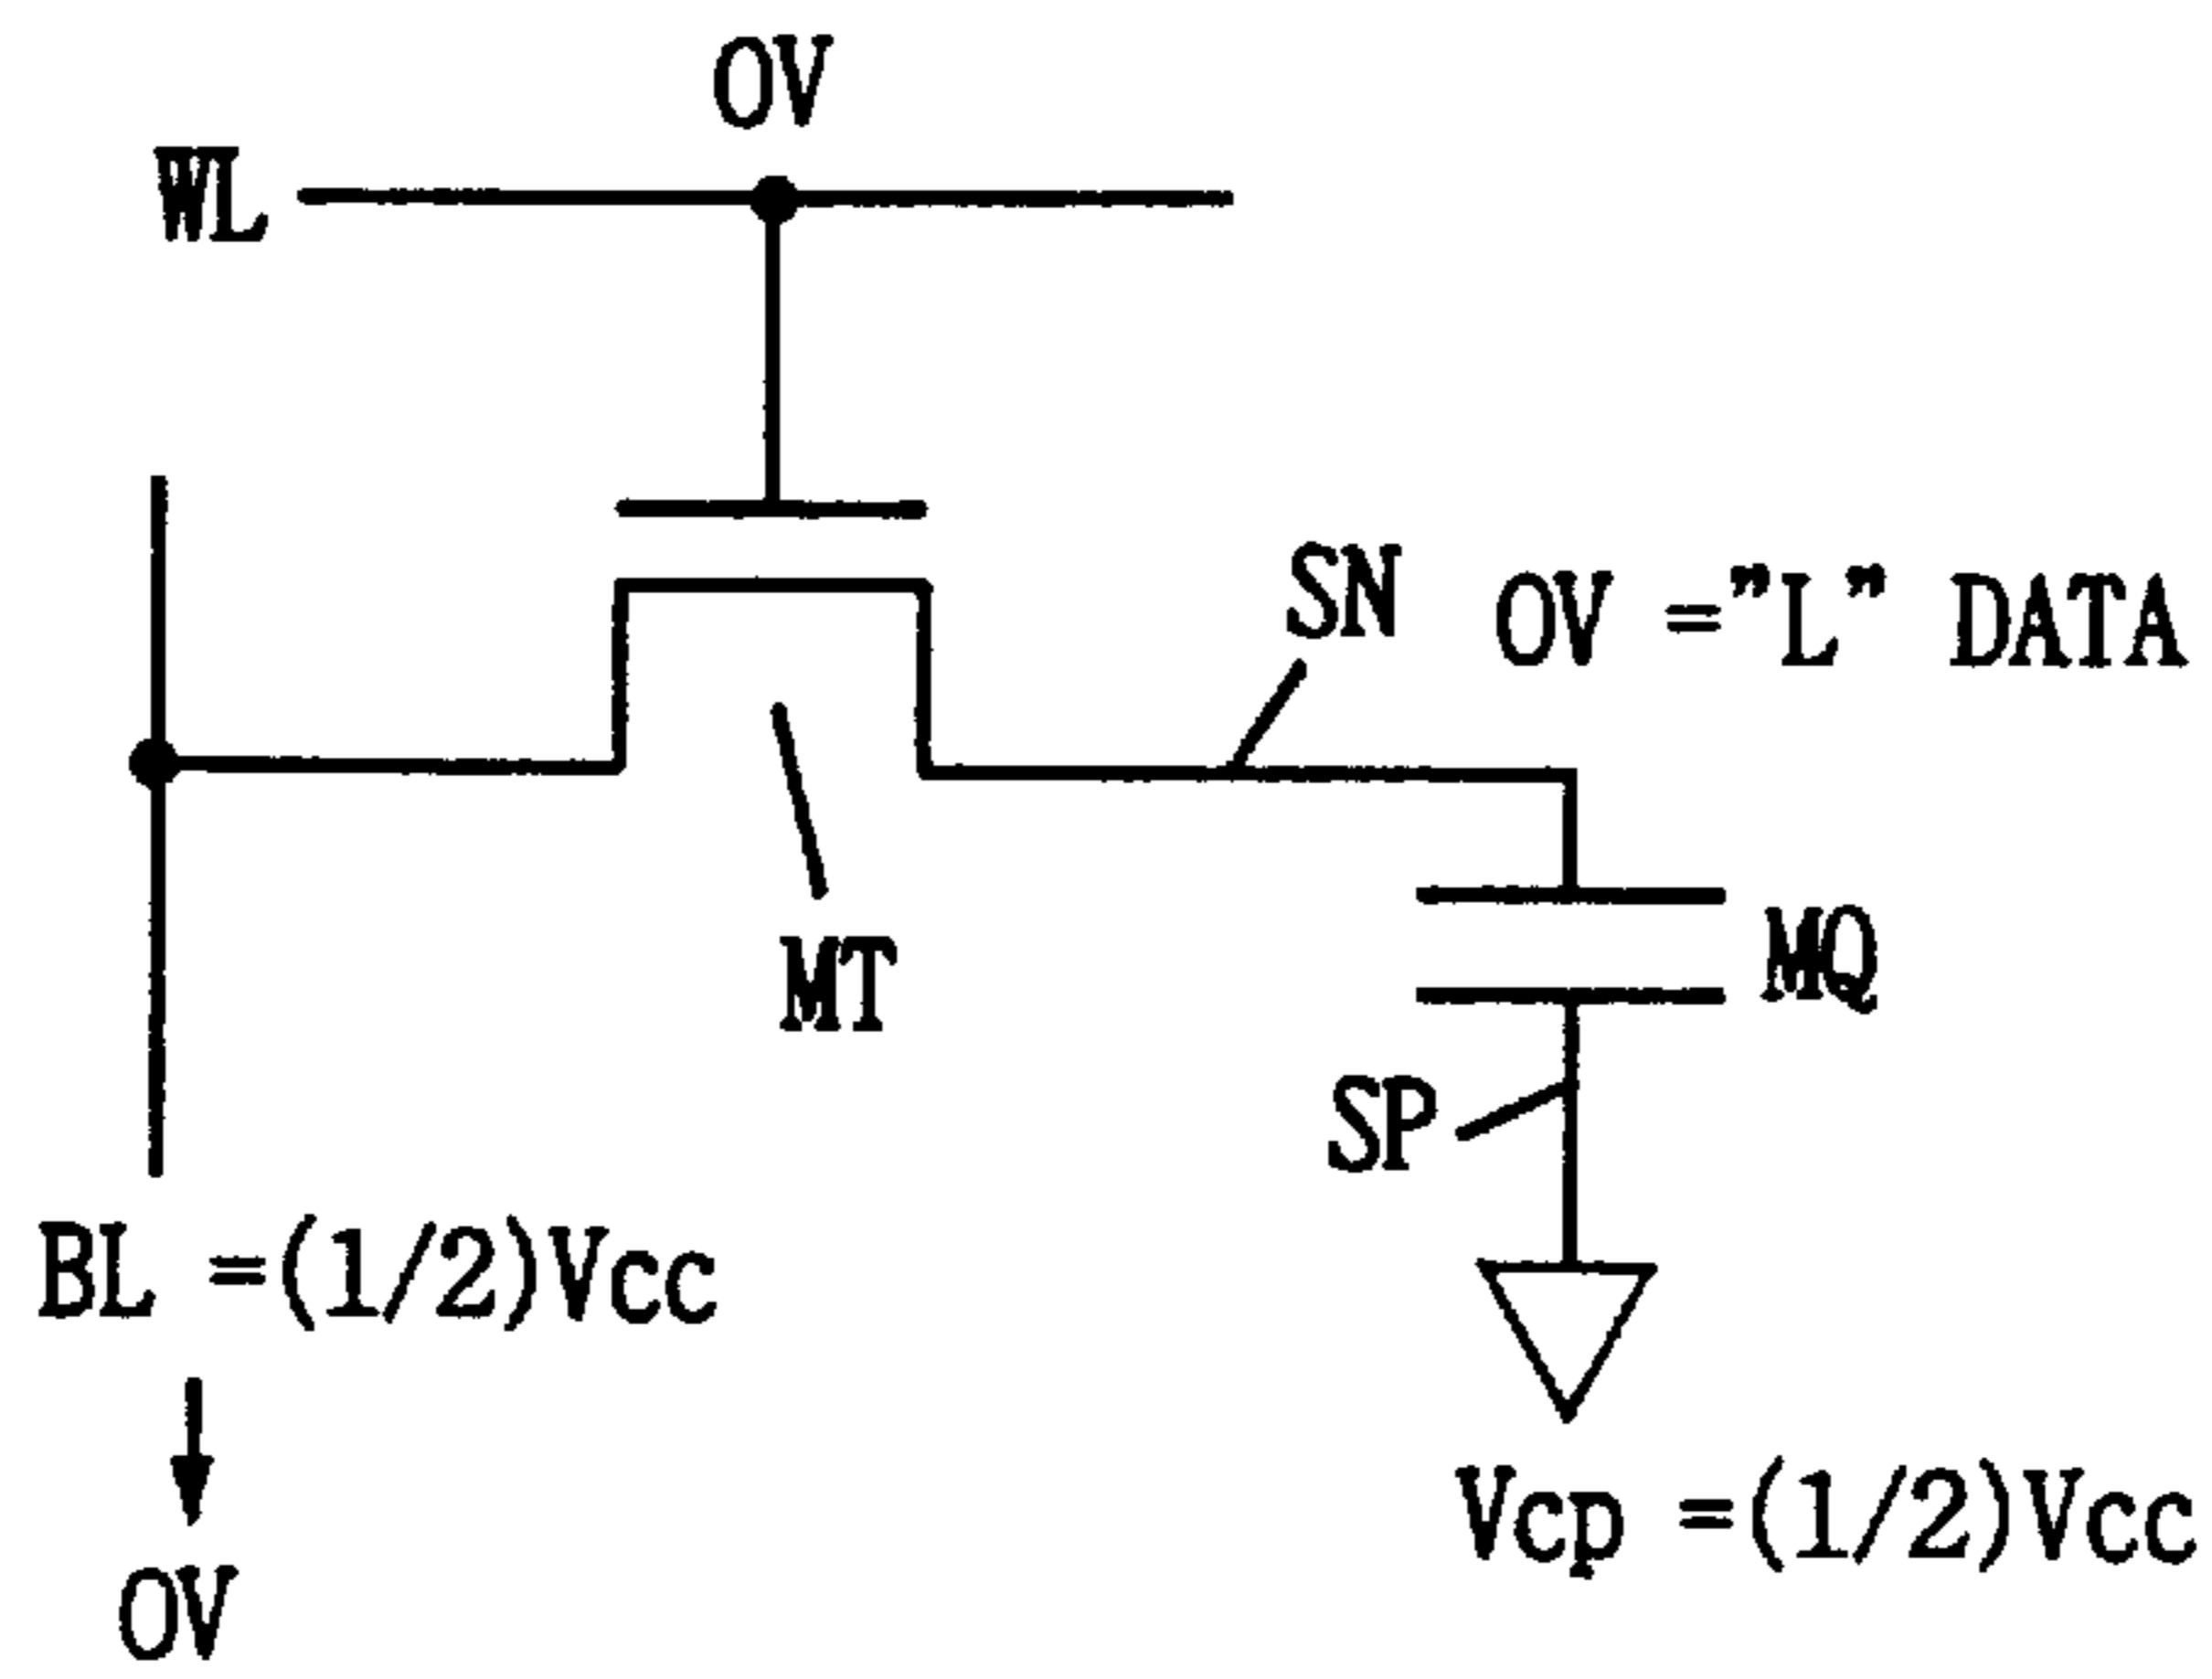 0V
WL
SN
0V ="L" DATA
MQ
MT
SP
BL =(1/2)Vcc
0V
Vcp =(1/2)Vcc